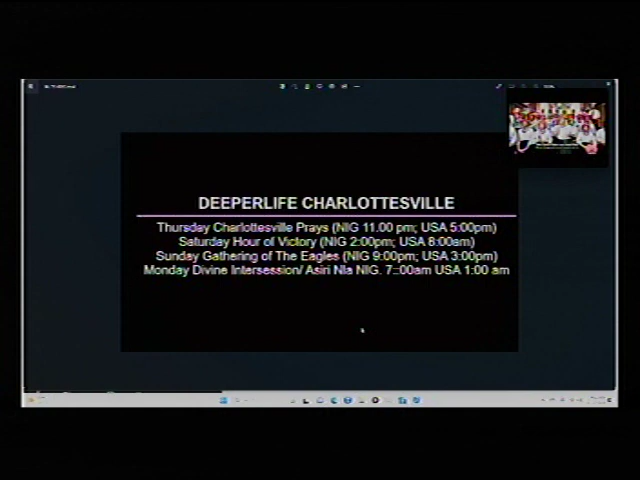 DEEPERLIFE CHARLOTTESVILLE
Thursday Charlottesville Prays (NIG 11.00 pm; USA 5:00pm)
Saturday Hour of Victory (NIG 2:00pm; USA 8:00am)
Sunday Gathering of The Eagles (NIG 9:00pm; USA 3:00pm)
Monday Divine Intersession/ Asiri Nla NIG. 7::00am USA 1:00 am